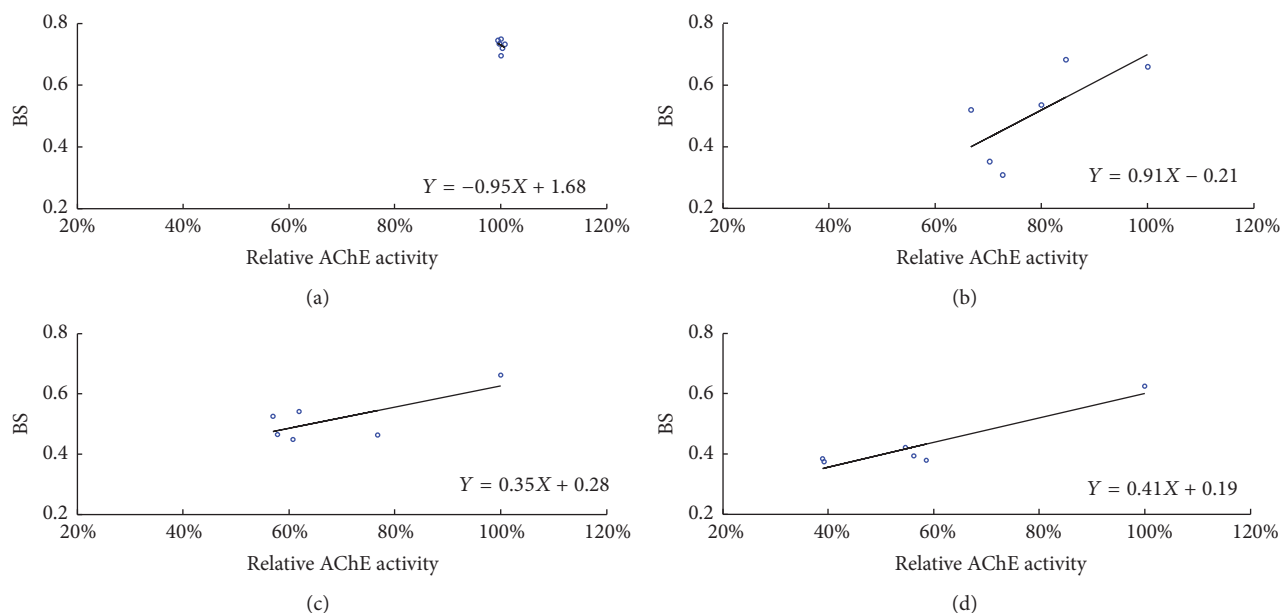 0.8
0.6
0.4
0.2
BS
Y = −0.95X + 1.68
20% 40% 60% 80% 100% 120%
Relative AChE activity
(a)
0.8
0.6
0.4
0.2
BS
Y = 0.91X − 0.21
20% 40% 60% 80% 100% 120%
Relative AChE activity
(b)
0.8
0.6
0.4
0.2
BS
Y = 0.35X + 0.28
20% 40% 60% 80% 100% 120%
Relative AChE activity
(c)
0.8
0.6
0.4
0.2
BS
Y = 0.41X + 0.19
20% 40% 60% 80% 100% 120%
Relative AChE activity
(d)